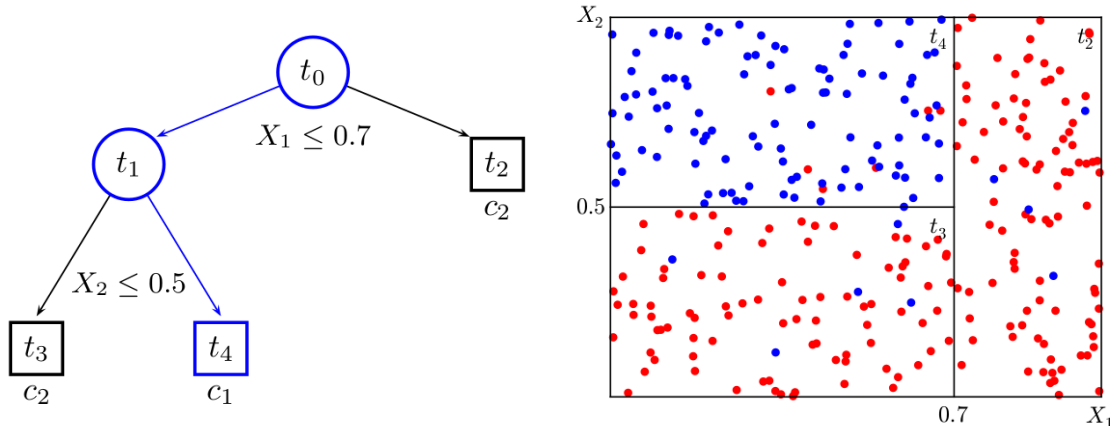 t₀
X₁ ≤ 0.7
t₁
t₂
c₂
X₂ ≤ 0.5
t₃
t₄
c₂
c₁
X₂
t₄
t₂
0.5
t₃
0.7
X₁